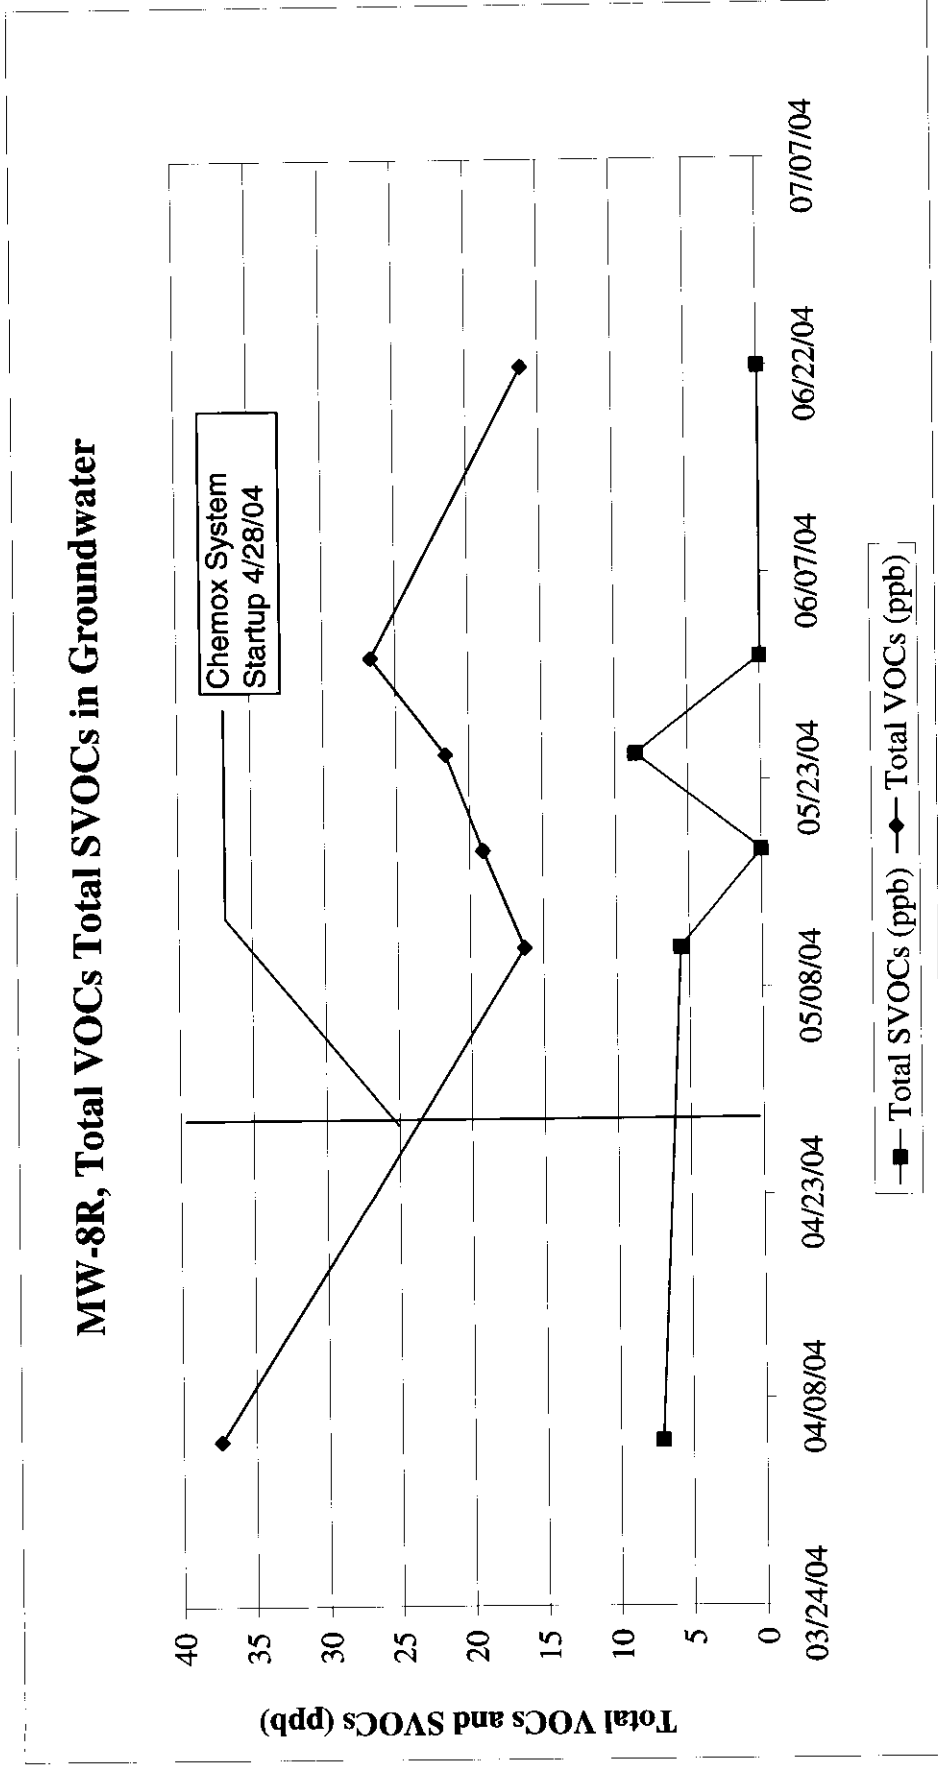 MW-8R, Total VOCs Total SVOCs in Groundwater
Chemox System
Startup 4/28/04
Total VOCs and SVOCs (ppb)
40
35
30
25
20
15
10
5
0
03/24/04
04/08/04
04/23/04
05/08/04
05/23/04
06/07/04
06/22/04
07/07/04
Total SVOCs (ppb)
Total VOCs (ppb)